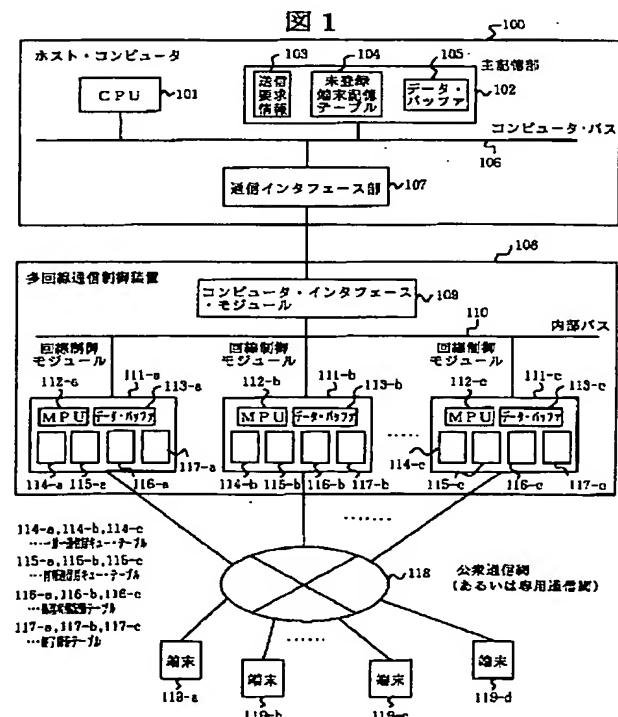 図 1
100
ホスト・コンピュータ
CPU
101
103
送信
要求
情報
104
未登録
端末記憶
テーブル
105
データ・
バッファ
主記憶部
102
コンピュータ・バス
106
通信インタフェース部
107
108
多回線通信制御装置
コンピュータ・インタフェース
・モジュール
109
110
内部バス
回線制御
モジュール
112-a
111-a
113-a
MPU
データ・バッファ
117-a
114-a
115-a
116-a
回線制御
モジュール
112-b
111-b
113-b
MPU
データ・バッファ
114-b
115-b
116-b
117-b
回線制御
モジュール
112-c
111-c
113-c
MPU
データ・バッファ
114-c
115-c
116-c
117-c
114-a,114-b,114-c
115-a,115-b,115-c
116-a,116-b,116-c
117-a,117-b,117-c
118
公衆通信網
(あるいは専用通信網)
端末
119-a
端末
119-b
端末
119-c
端末
119-d